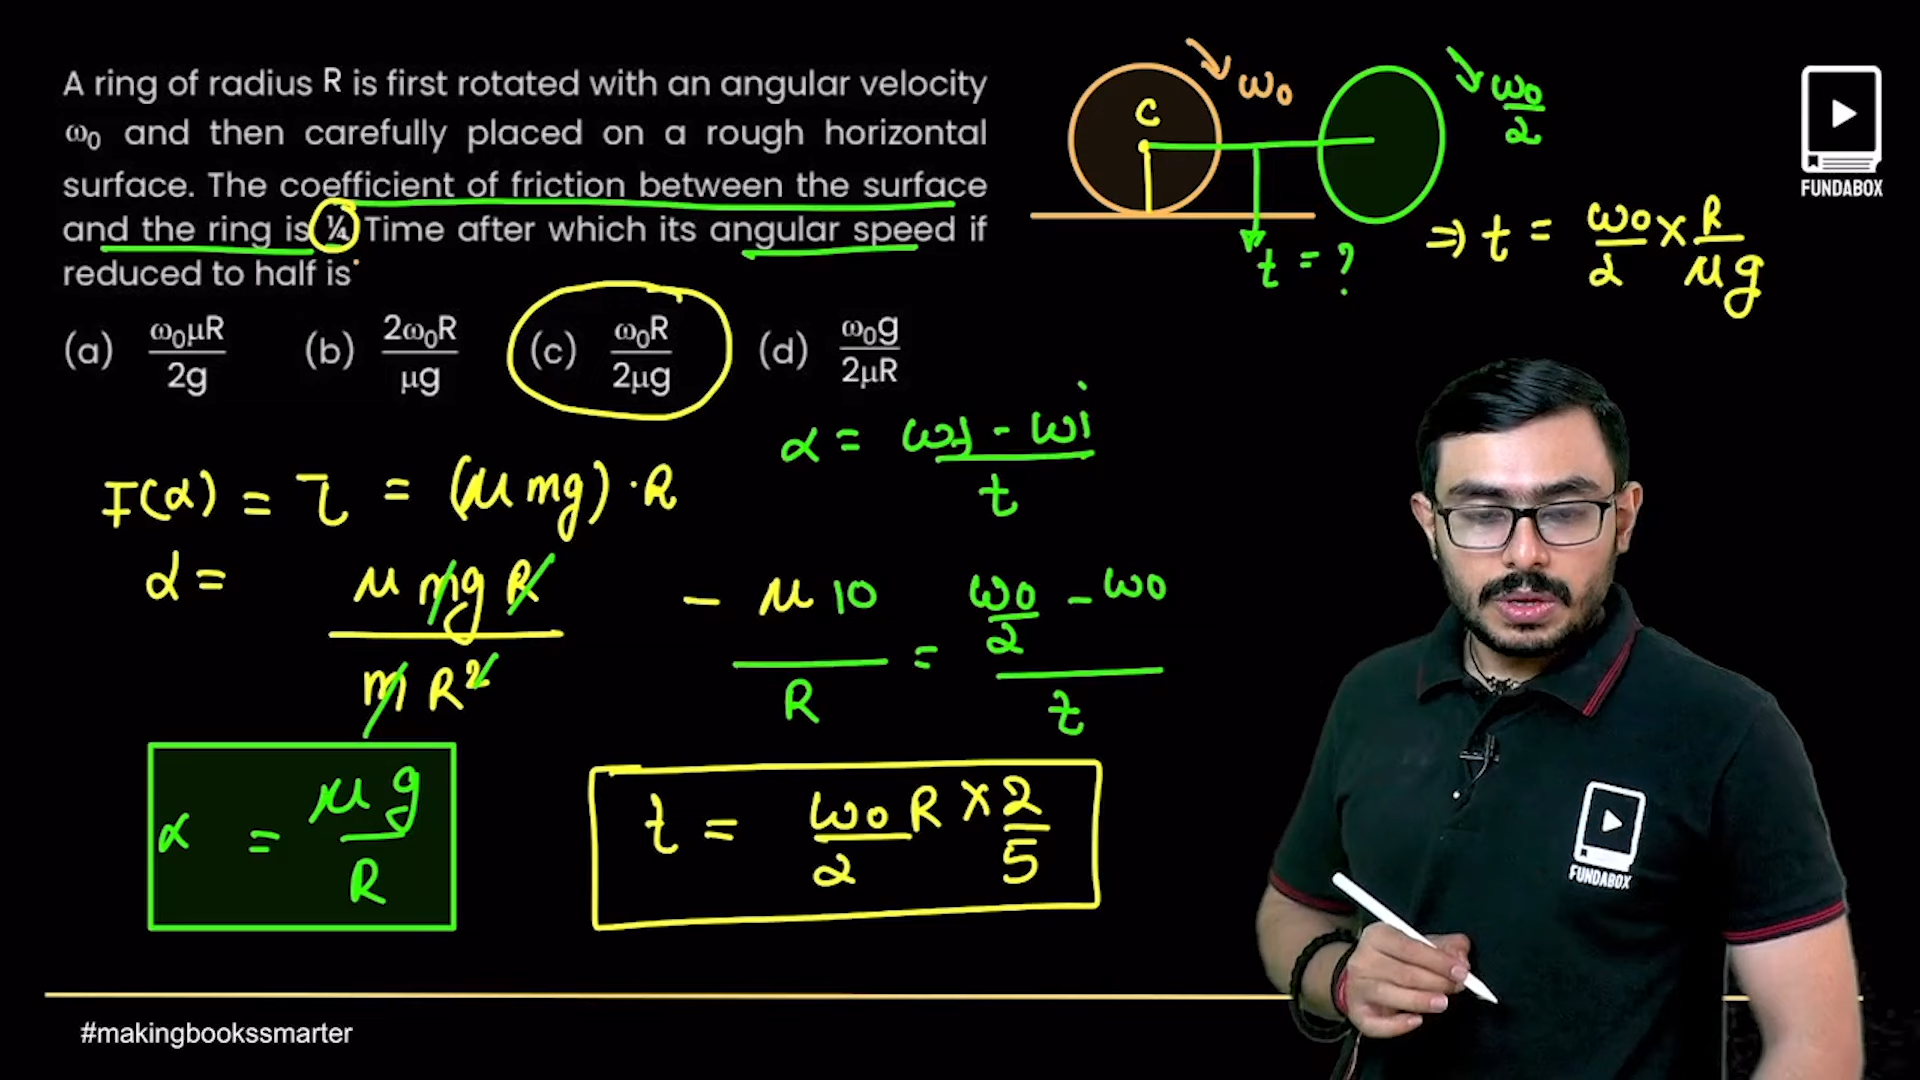 A ring of radius R is first rotated with an angular velocity
ω₀ and then carefully placed on a rough horizontal
surface. The coefficient of friction between the surface
and the ring is ¼. Time after which its angular speed if
reduced to half is
(a) ω₀μR/2g (b) 2ω₀R/μg (c) ω₀R/2μg (d) ω₀g/2μR
C
ω₀
ω₀/2
t = ?
⇒ t = ω₀/2 × R/μg
FUNDABOX
α = ωf - ωi / t
I(α) = τ = (μmg)·R
α = μmgR / mR²
- μ10 / R = ω₀/2 - ω₀ / t
α = μg / R
t = ω₀R/2 × 2/5
FUNDABOX
#makingbookssmarter